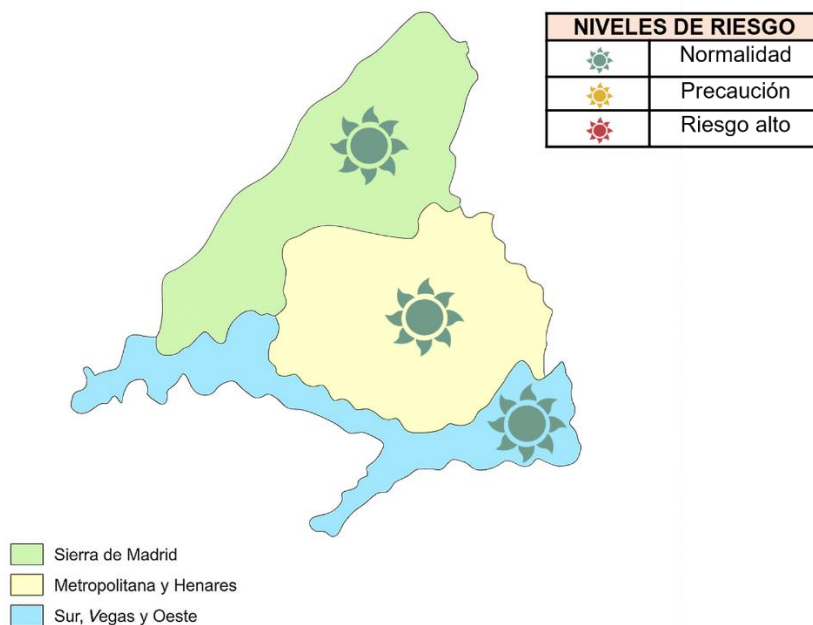 NIVELES DE RIESGO
Normalidad
Precaución
Riesgo alto
Sierra de Madrid
Metropolitana y Henares
Sur, Vegas y Oeste